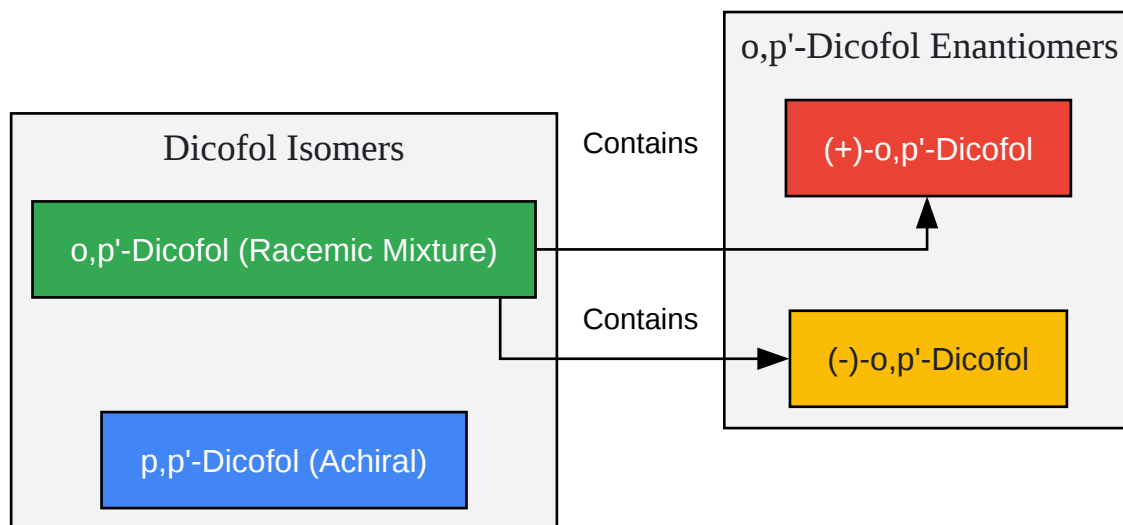 Dicofol Isomers
o,p'-Dicofol (Racemic Mixture)
p,p'-Dicofol (Achiral)
Contains
Contains
o,p'-Dicofol Enantiomers
(+)-o,p'-Dicofol
(-)-o,p'-Dicofol